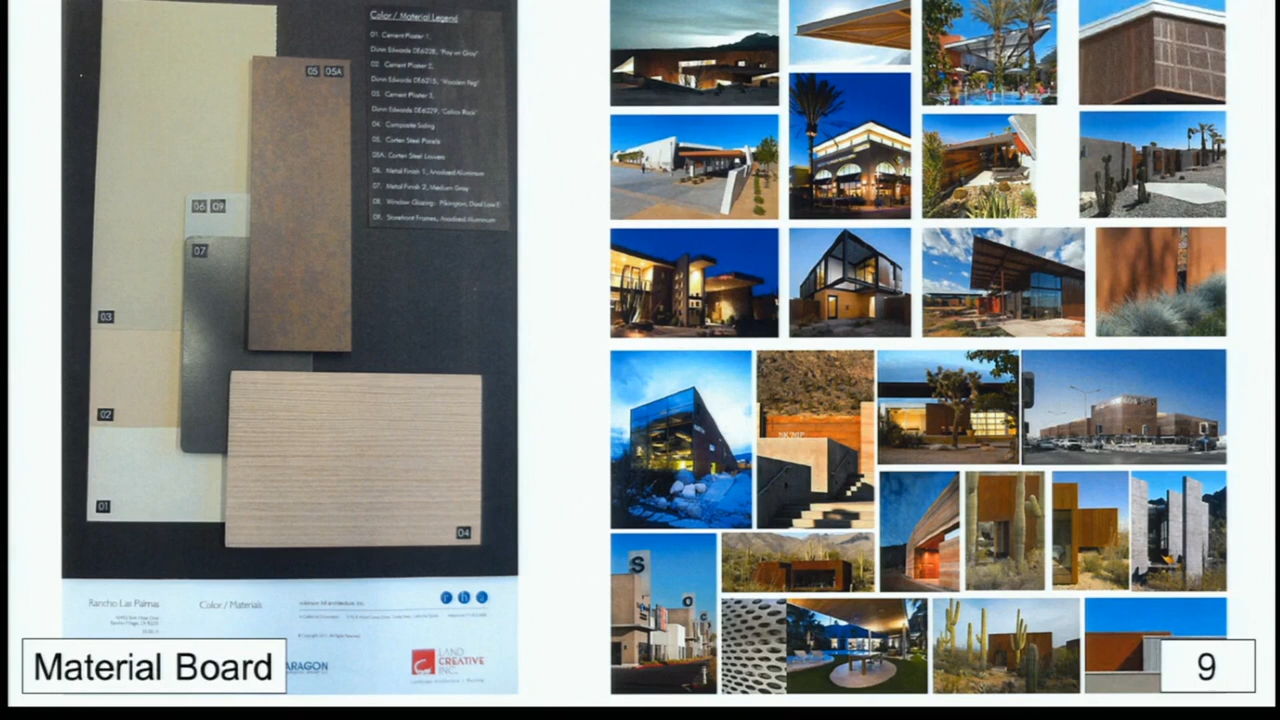 Color / Material Legend
01. Cement Plaster 1,
Dunn Edwards DE6228, "Play on Gray"
02. Cement Plaster 2,
Dunn Edwards DE6215, "Wooden Peg"
03. Cement Plaster 3,
Dunn Edwards DE6229, "Calico Rock"
04. Composite Siding
05. Corten Steel Panels
05A. Corten Steel Louvers
06. Metal Finish 1, Anodized Aluminum
07. Metal Finish 2, Medium Gray
08. Window Glazing: Pilkington, Dual Low E
09. Storefront Frames, Anodized Aluminum
05 05A
06 09
07
03
02
01
04
Rancho Las Palmas
Color / Materials
r h a
LAND
CREATIVE
INC.
Landscape Architecture | Planning
Material Board
S
9